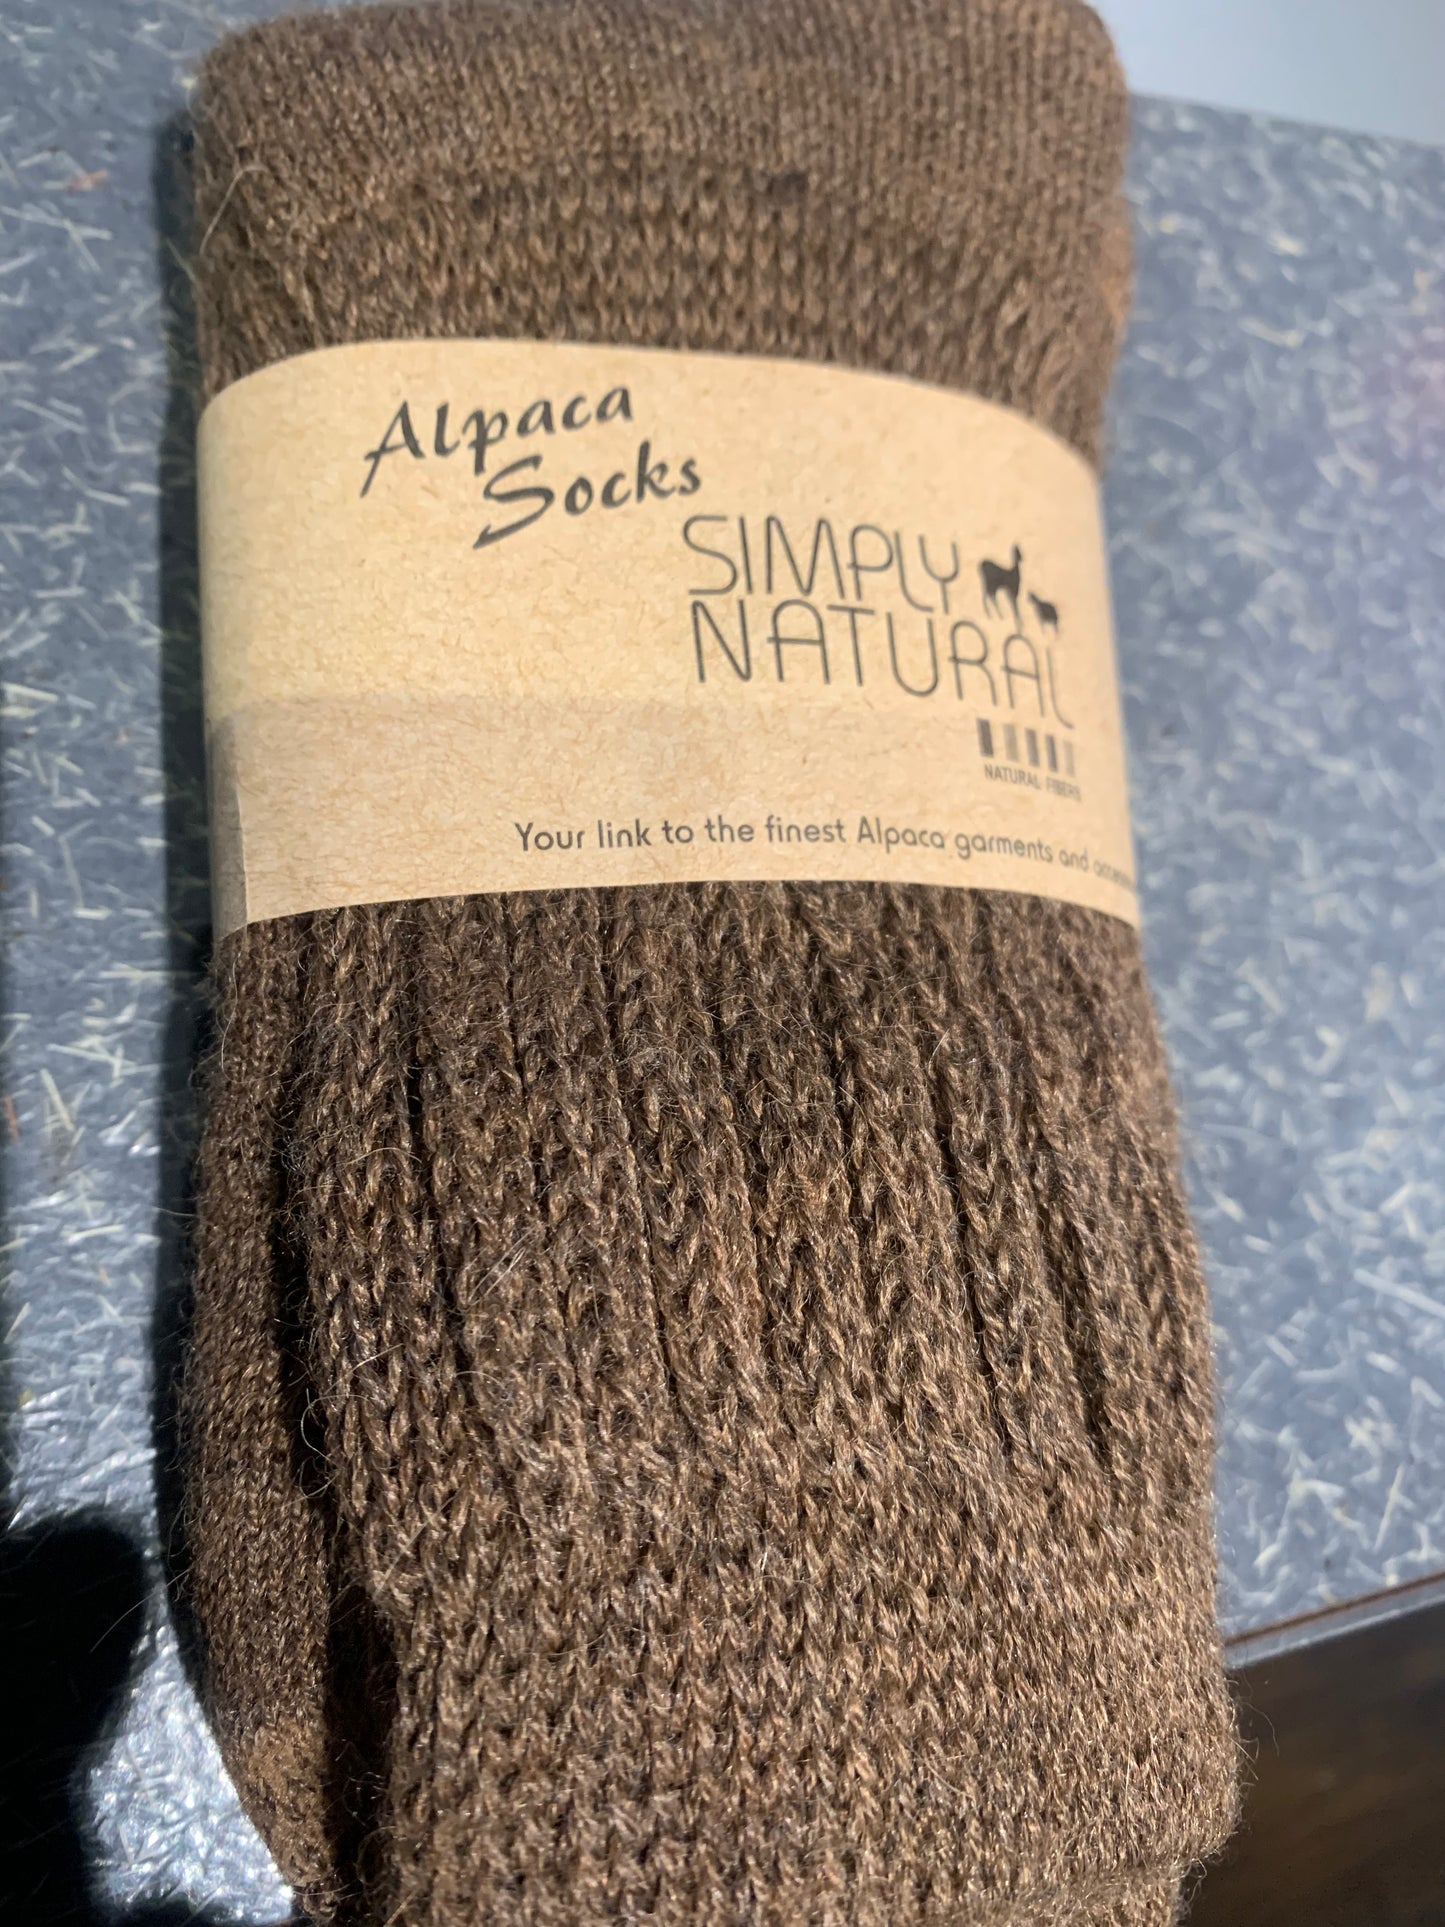 Alpaca
Socks
SIMPLY
NATURAL
NATURAL FIBERS
Your link to the finest Alpaca garments and